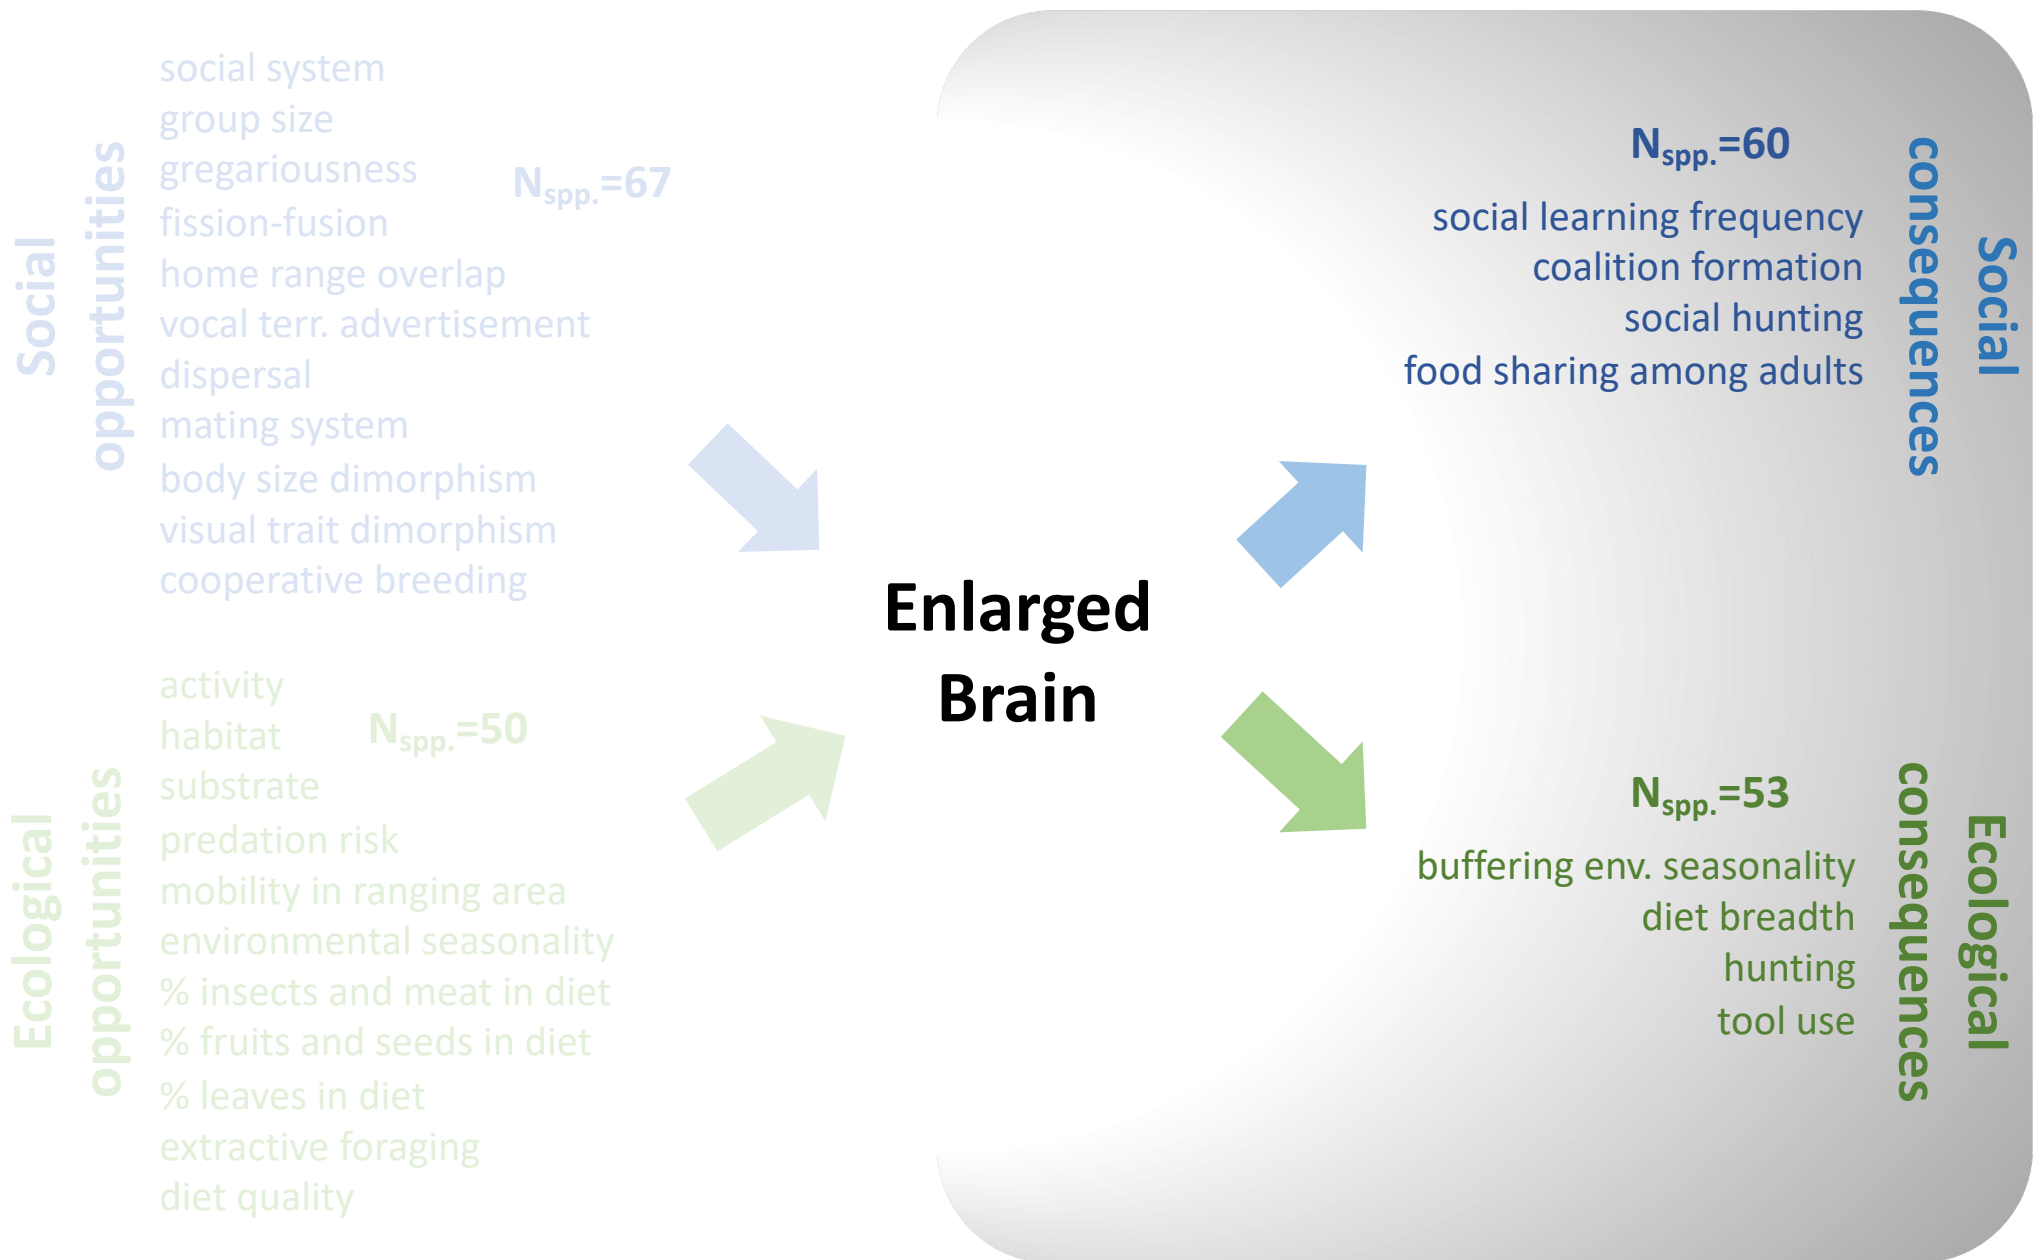 Social
opportunities
social system
group size
gregariousness
fission-fusion
home range overlap
vocal terr. advertisement
dispersal
mating system
body size dimorphism
visual trait dimorphism
cooperative breeding
Nspp.=67
Ecological
opportunities
activity
habitat
substrate
predation risk
mobility in ranging area
environmental seasonality
% insects and meat in diet
% fruits and seeds in diet
% leaves in diet
extractive foraging
diet quality
Nspp.=50
Enlarged
Brain
Nspp.=60
social learning frequency
coalition formation
social hunting
food sharing among adults
Social
consequences
Nspp.=53
buffering env. seasonality
diet breadth
hunting
tool use
Ecological
consequences